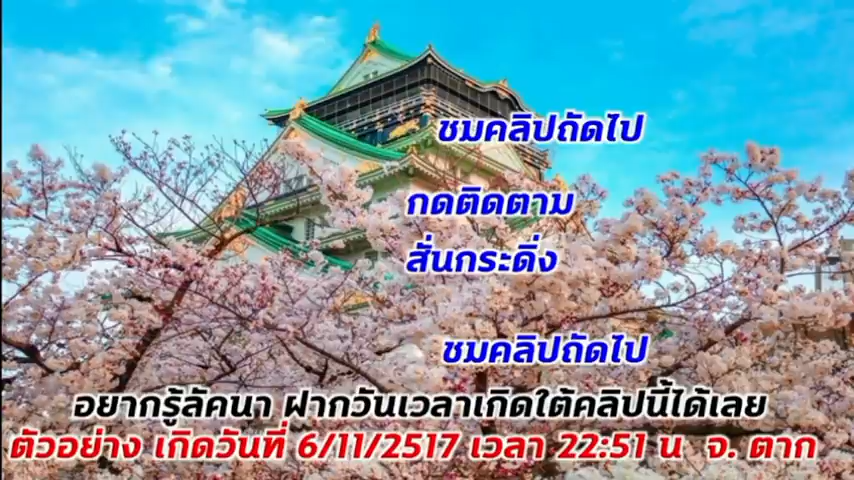 ชมคลิปถัดไป
กดติดตาม
สั่นกระดิ่ง
ชมคลิปถัดไป
อยากรู้ลัคนา ฝากวันเวลาเกิดใต้คลิปนี้ได้เลย
ตัวอย่าง เกิดวันที่ 6/11/2517 เวลา 22:51 น จ. ตาก